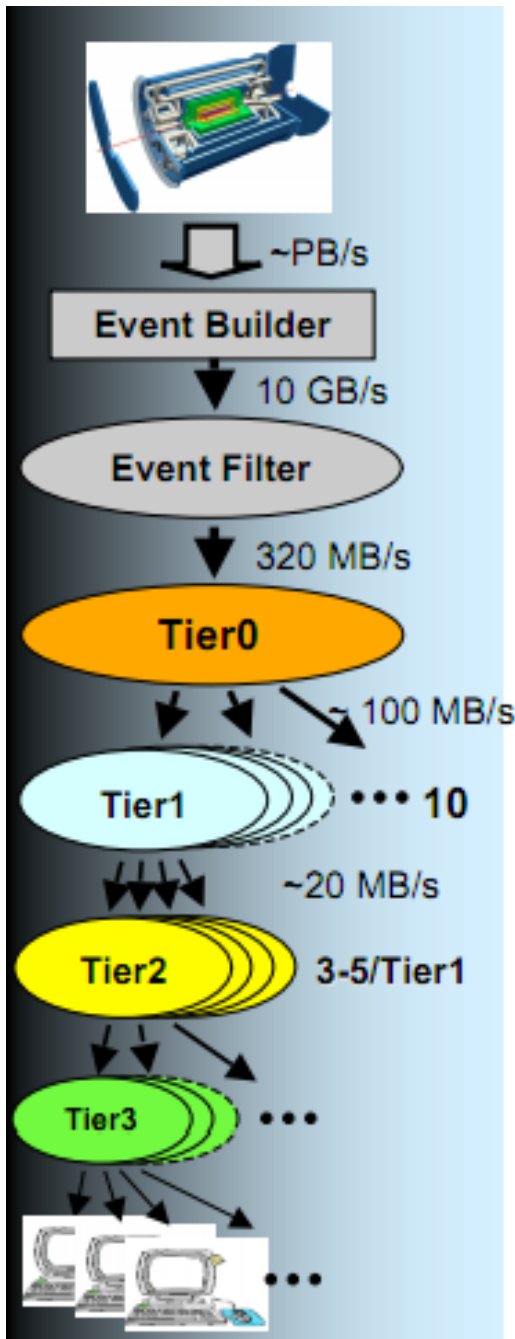 ~PB/s
Event Builder
10 GB/s
Event Filter
320 MB/s
Tier0
~ 100 MB/s
Tier1
••• 10
~20 MB/s
Tier2
3-5/Tier1
Tier3
•••
•••